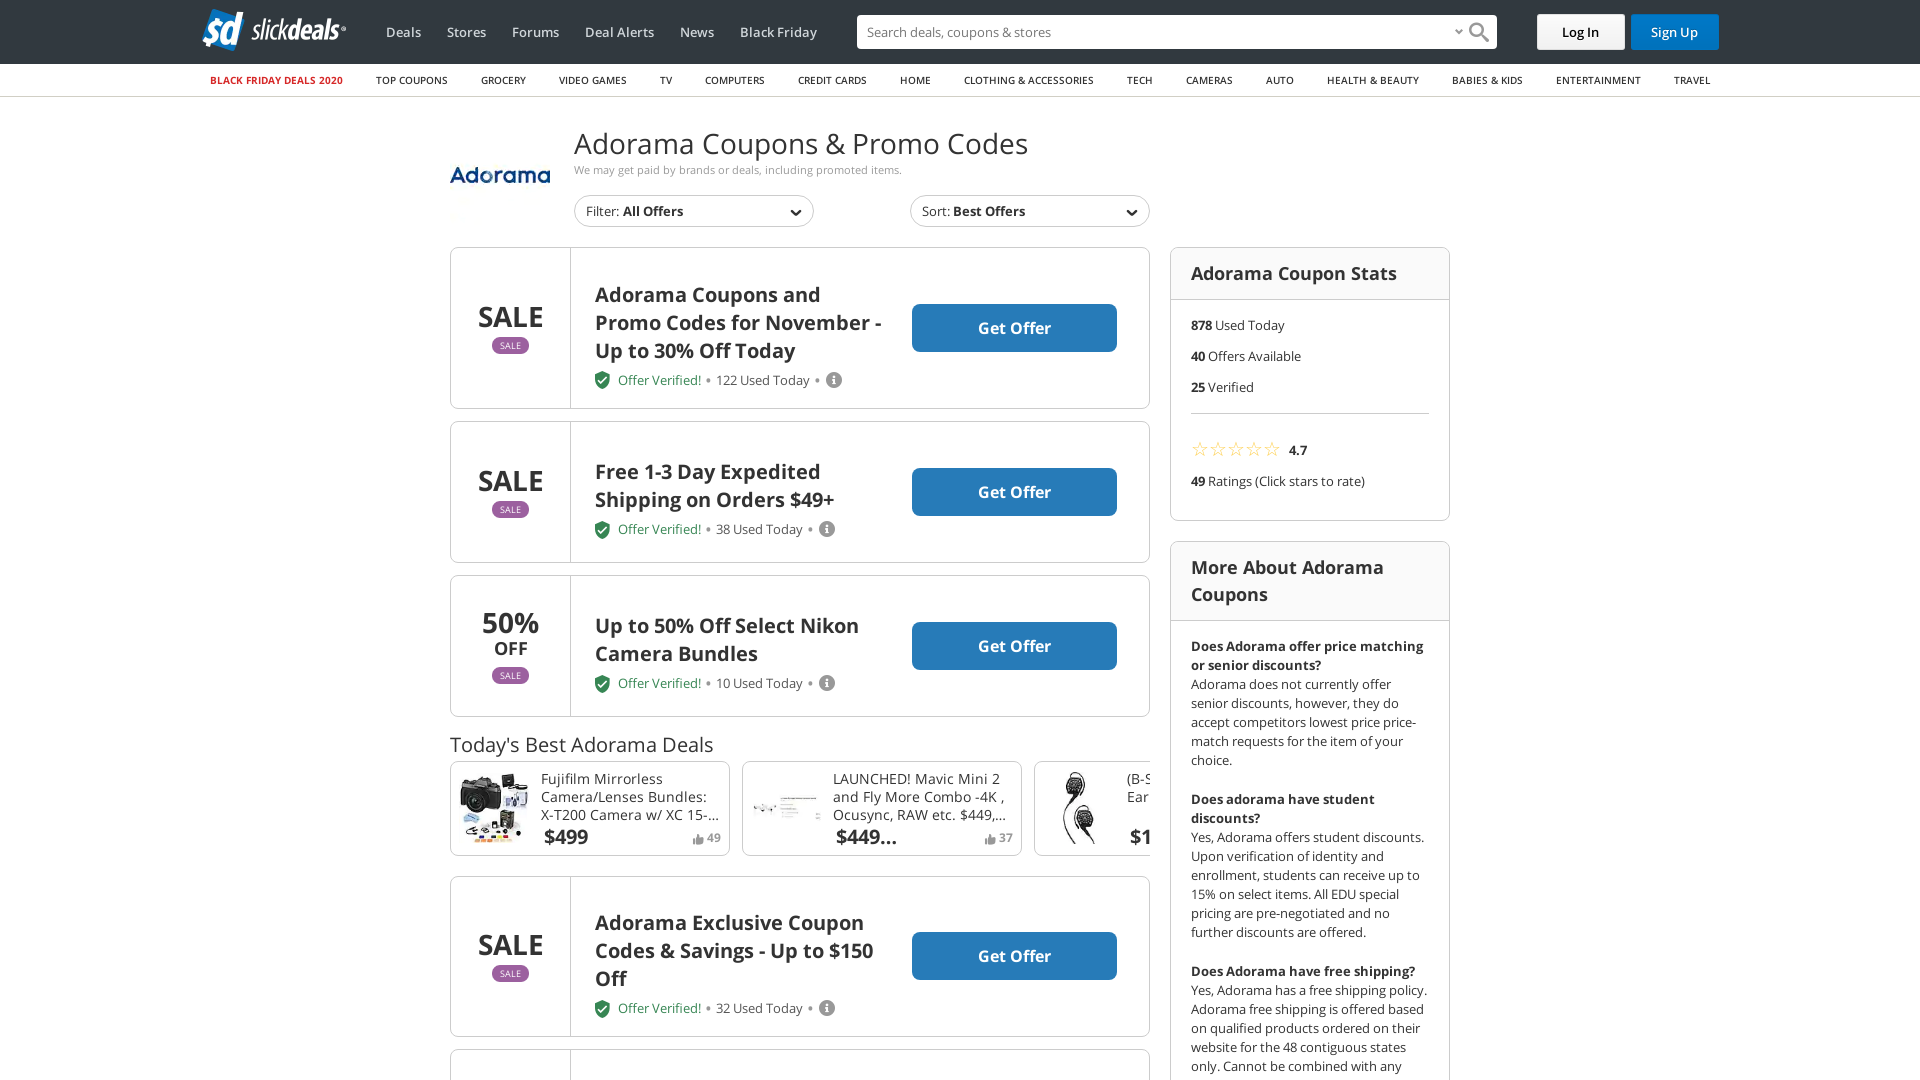 slickdeals
Deals
Stores
Forums
Deal Alerts
News
Black Friday
Search deals, coupons & stores
Log In
Sign Up
BLACK FRIDAY DEALS 2020
TOP COUPONS
GROCERY
VIDEO GAMES
TV
COMPUTERS
CREDIT CARDS
HOME
CLOTHING & ACCESSORIES
TECH
CAMERAS
AUTO
HEALTH & BEAUTY
BABIES & KIDS
ENTERTAINMENT
TRAVEL
Adorama
Adorama Coupons & Promo Codes
We may get paid by brands or deals, including promoted items.
Filter: All Offers
Sort: Best Offers
SALE
SALE
Adorama Coupons and
Promo Codes for November -
Up to 30% Off Today
Offer Verified! • 122 Used Today •
Get Offer
SALE
SALE
Free 1-3 Day Expedited
Shipping on Orders $49+
Offer Verified! • 38 Used Today •
Get Offer
50%
OFF
SALE
Up to 50% Off Select Nikon
Camera Bundles
Offer Verified! • 10 Used Today •
Get Offer
Today's Best Adorama Deals
Fujifilm Mirrorless
Camera/Lenses Bundles:
X-T200 Camera w/ XC 15-...
$499
49
LAUNCHED! Mavic Mini 2
and Fly More Combo -4K ,
Ocusync, RAW etc. $449,...
$449...
37
(B-S
Ear
$1
SALE
SALE
Adorama Exclusive Coupon
Codes & Savings - Up to $150
Off
Offer Verified! • 32 Used Today •
Get Offer
Adorama Coupon Stats
878 Used Today
40 Offers Available
25 Verified
4.7
49 Ratings (Click stars to rate)
More About Adorama
Coupons
Does Adorama offer price matching
or senior discounts?
Adorama does not currently offer
senior discounts, however, they do
accept competitors lowest price price-
match requests for the item of your
choice.
Does adorama have student
discounts?
Yes, Adorama offers student discounts.
Upon verification of identity and
enrollment, students can receive up to
15% on select items. All EDU special
pricing are pre-negotiated and no
further discounts are offered.
Does Adorama have free shipping?
Yes, Adorama has a free shipping policy.
Adorama free shipping is offered based
on qualified products ordered on their
website for the 48 contiguous states
only. Cannot be combined with any